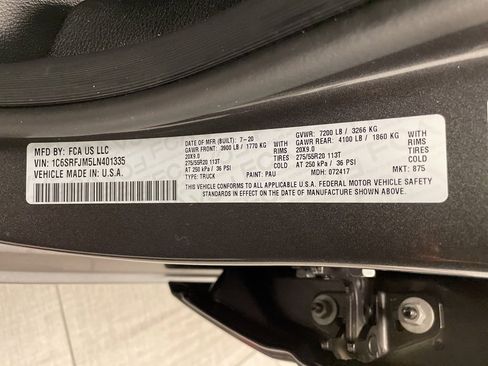 MFD BY: FCA US LLC
VIN: 1C6SRFJM5LN401335
VEHICLE MADE IN: U.S.A.
DATE OF MFR (BUILT): 7-20
GAWR FRONT: 3900 LB / 1770 KG WITH
20X9.0 RIMS
275/55R20 113T TIRES
AT 250 kPa / 36 PSI COLD
TYPE: TRUCK PAINT: PAU MDH: 072417 MKT: 875
GVWR: 7200 LB / 3266 KG
GAWR REAR: 4100 LB / 1860 KG WITH
20X9.0 RIMS
275/55R20 113T TIRES
AT 250 kPa / 36 PSI COLD
THIS VEHICLE CONFORMS TO ALL APPLICABLE U.S.A. FEDERAL MOTOR VEHICLE SAFETY
STANDARDS IN EFFECT ON THE DATE OF MANUFACTURE SHOWN ABOVE.